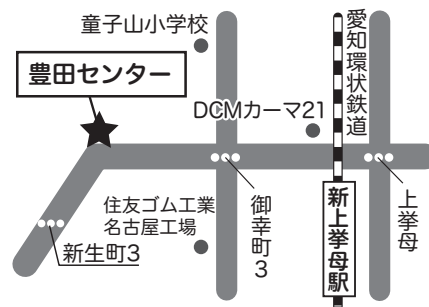 童子山小学校
愛知環状鉄道
豊田センター
DCMカーマ21
住友ゴム工業
名古屋工場
御幸町3
新上挙母駅
上挙母
新生町3